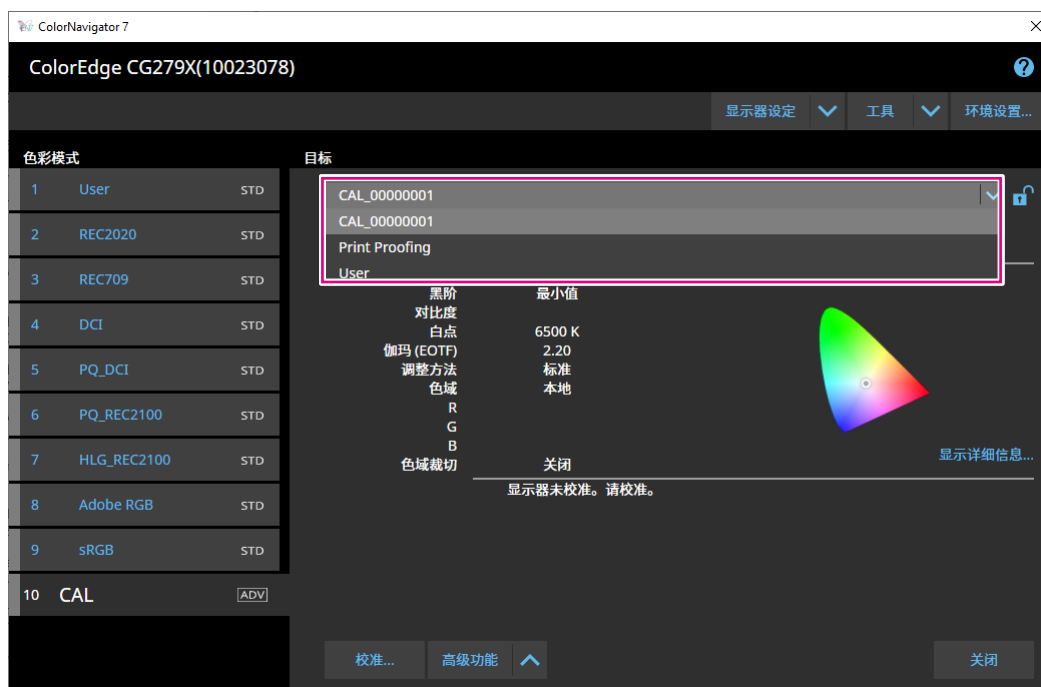 ColorNavigator 7
ColorEdge CG279X(10023078)
显示器设定
工具
环境设置...
色彩模式
目标
1 User STD
2 REC2020 STD
3 REC709 STD
4 DCI STD
5 PQ_DCI STD
6 PQ_REC2100 STD
7 HLG_REC2100 STD
8 Adobe RGB STD
9 sRGB STD
10 CAL ADV
CAL_00000001
CAL_00000001
Print Proofing
User
黑阶 最小值
对比度
白点 6500 K
伽玛 (EOTF) 2.20
调整方法 标准
色域 本地
R
G
B
色域裁切 关闭
显示详细信息...
显示器未校准。请校准。
校准...
高级功能
关闭